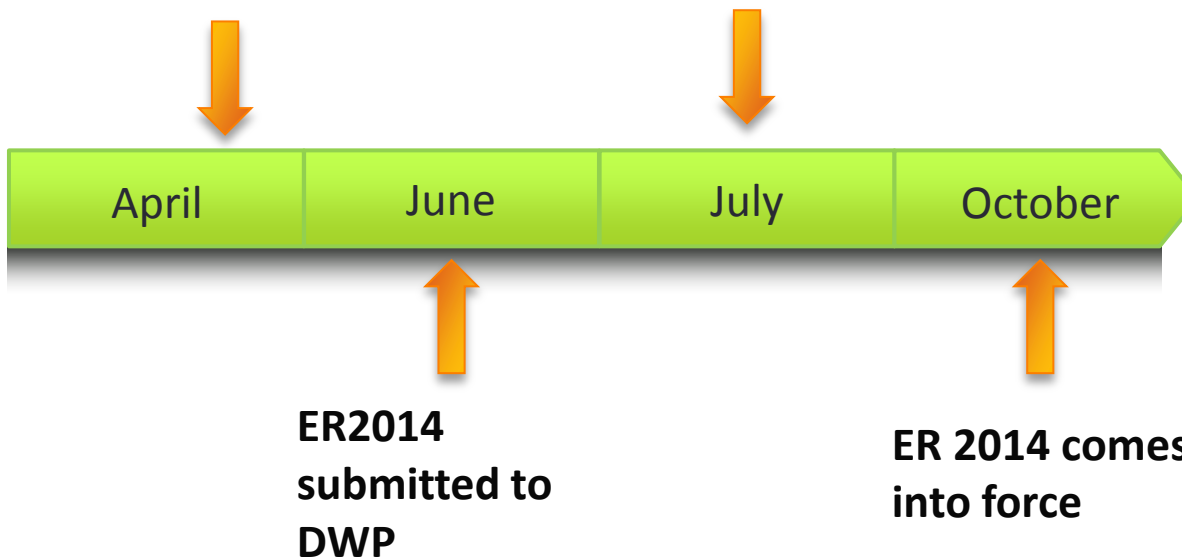 April
June
July
October
ER2014
submitted to
DWP
ER 2014 comes
into force